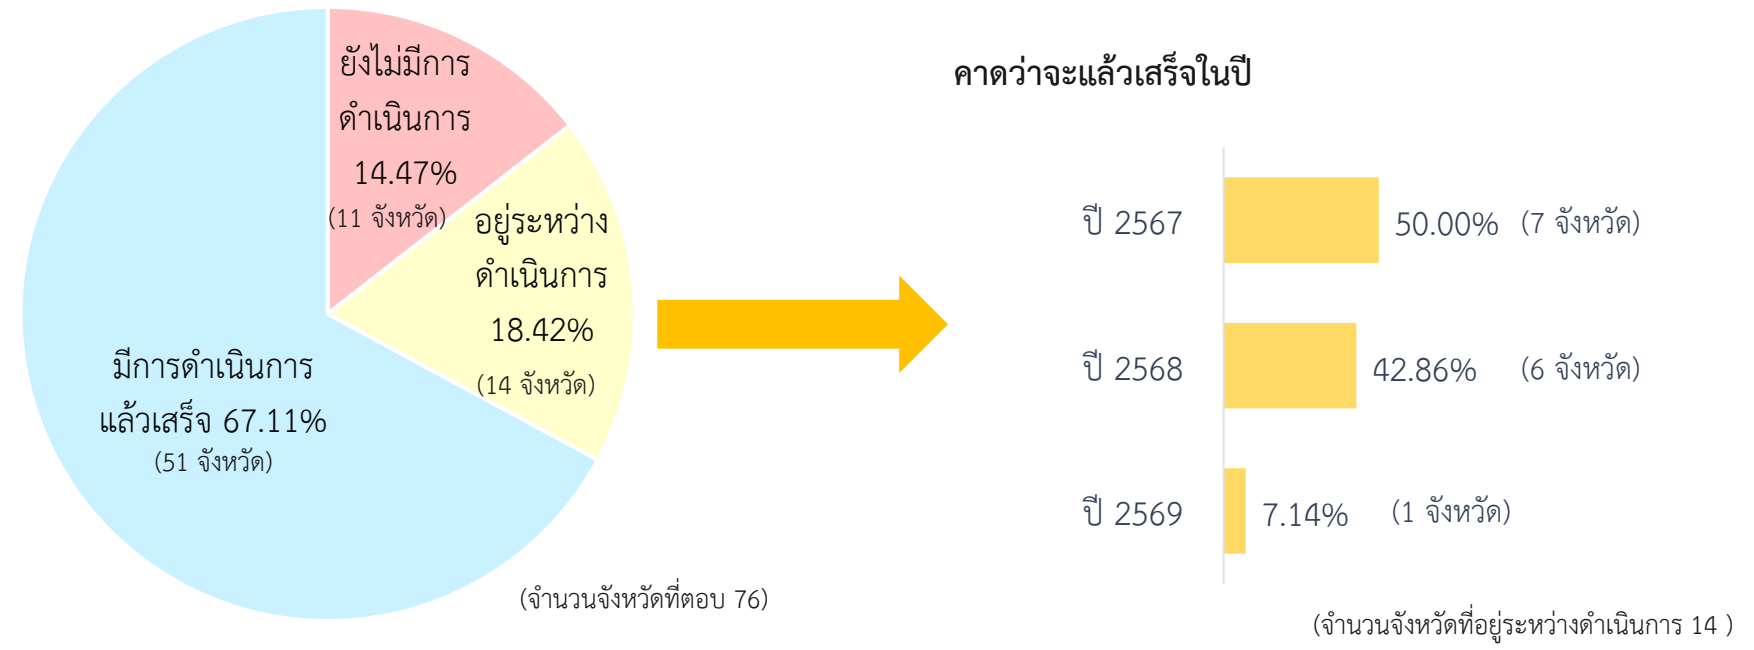 ยังไม่มีการ
ดำเนินการ
14.47%
(11 จังหวัด)
อยู่ระหว่าง
ดำเนินการ
18.42%
(14 จังหวัด)
มีการดำเนินการ
แล้วเสร็จ 67.11%
(51 จังหวัด)
(จำนวนจังหวัดที่ตอบ 76)
คาดว่าจะแล้วเสร็จในปี
ปี 2567 50.00% (7 จังหวัด)
ปี 2568 42.86% (6 จังหวัด)
ปี 2569 7.14% (1 จังหวัด)
(จำนวนจังหวัดที่อยู่ระหว่างดำเนินการ 14 )